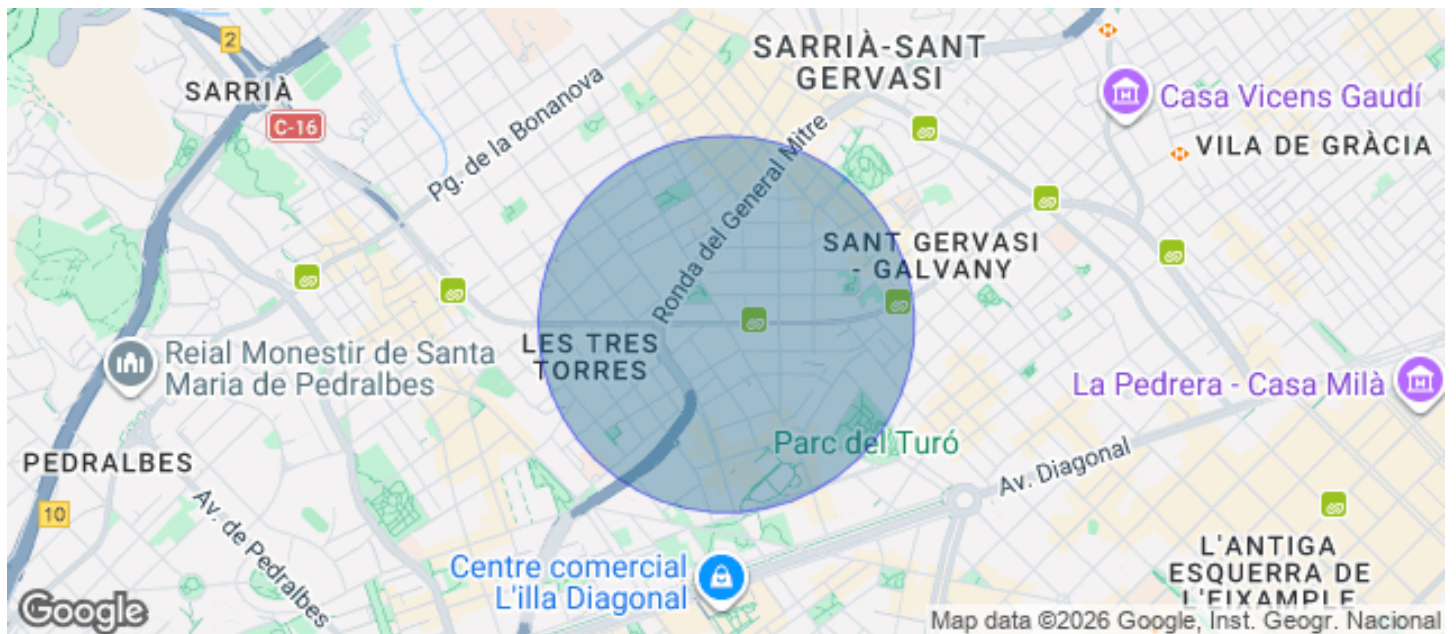 2
SARRIÀ
C-16
Pg. de la Bonanova
SARRIÀ-SANT
GERVASI
Casa Vicens Gaudí
VILA DE GRÀCIA
Ronda del General Mitre
SANT GERVASI
- GALVANY
LES TRES
TORRES
Reial Monestir de Santa
Maria de Pedralbes
La Pedrera - Casa Milà
Parc del Turó
PEDRALBES
Av. Diagonal
10
Av. de Pedralbes
Centre comercial
L'illa Diagonal
L'ANTIGA
ESQUERRA DE
L'EIXAMPLE
Google
Map data ©2026 Google, Inst. Geogr. Nacional